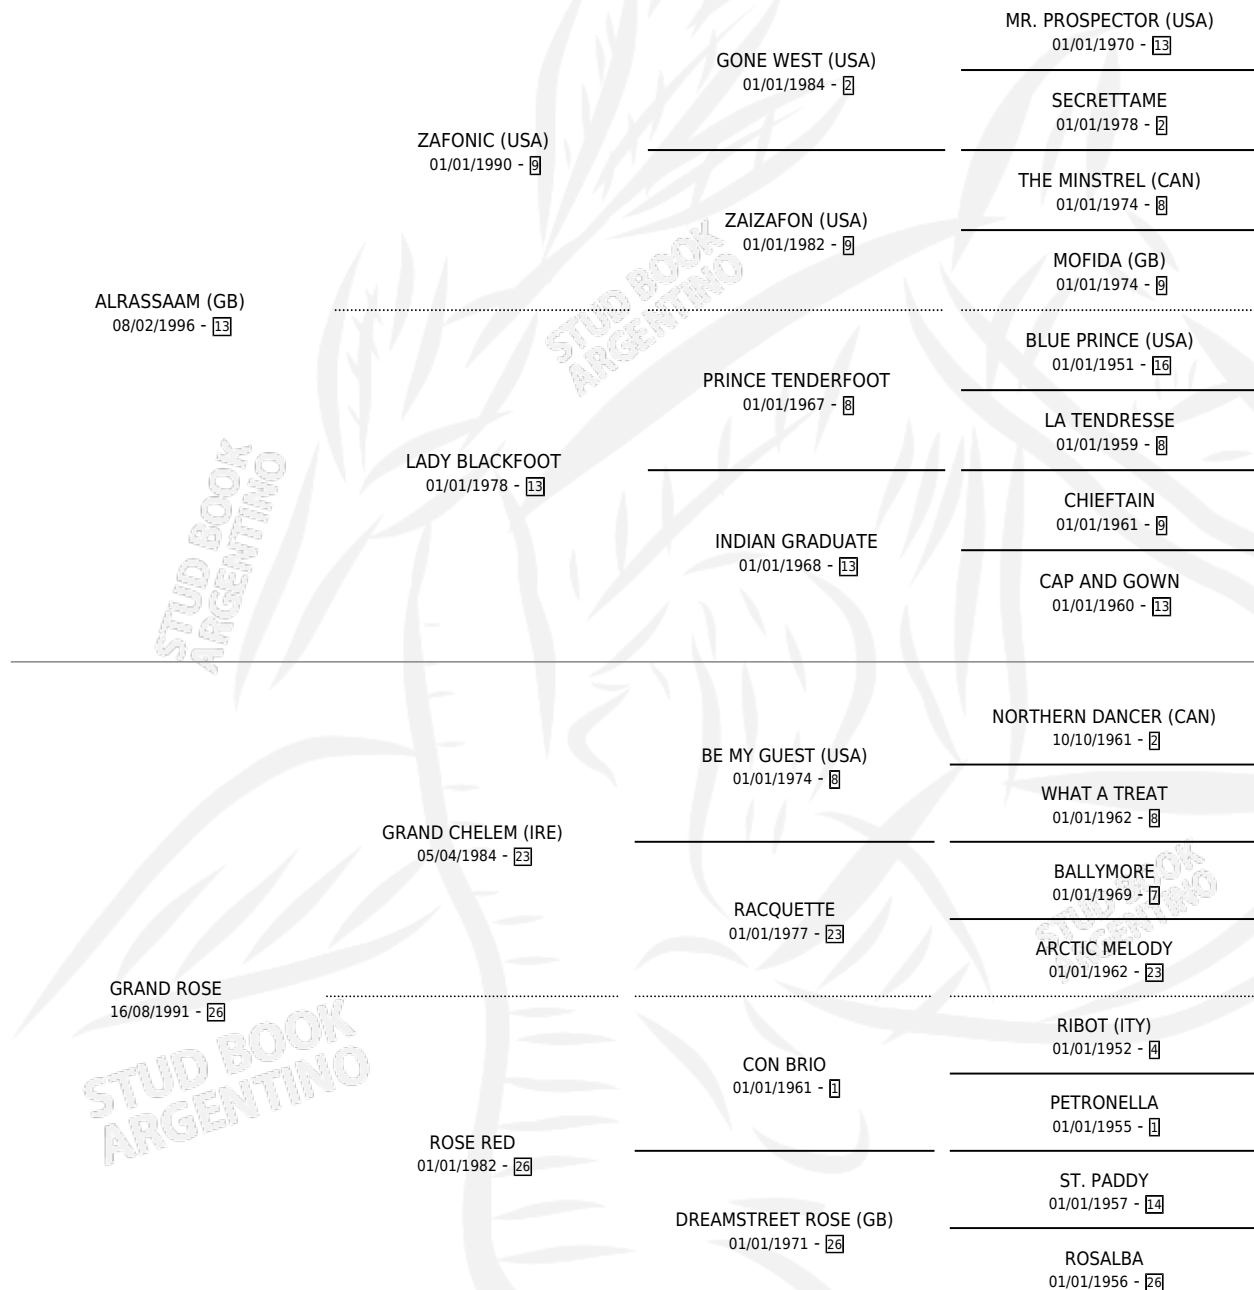 MR. PROSPECTOR (USA)
01/01/1970 - 13
GONE WEST (USA)
01/01/1984 - 2
SECRETTAME
01/01/1978 - 2
ZAFONIC (USA)
01/01/1990 - 9
THE MINSTREL (CAN)
01/01/1974 - 8
ZAIZAFON (USA)
01/01/1982 - 9
MOFIDA (GB)
01/01/1974 - 9
ALRASSAAM (GB)
08/02/1996 - 13
BLUE PRINCE (USA)
01/01/1951 - 16
PRINCE TENDERFOOT
01/01/1967 - 8
LA TENDRESSE
01/01/1959 - 8
LADY BLACKFOOT
01/01/1978 - 13
CHIEFTAIN
01/01/1961 - 9
INDIAN GRADUATE
01/01/1968 - 13
CAP AND GOWN
01/01/1960 - 13
NORTHERN DANCER (CAN)
10/10/1961 - 2
BE MY GUEST (USA)
01/01/1974 - 8
WHAT A TREAT
01/01/1962 - 8
GRAND CHELEM (IRE)
05/04/1984 - 23
BALLYMORE
01/01/1969 - 7
RACQUETTE
01/01/1977 - 23
ARCTIC MELODY
01/01/1962 - 23
GRAND ROSE
16/08/1991 - 26
RIBOT (ITY)
01/01/1952 - 4
CON BRIO
01/01/1961 - 1
PETRONELLA
01/01/1955 - 1
ROSE RED
01/01/1982 - 26
ST. PADDY
01/01/1957 - 14
DREAMSTREET ROSE (GB)
01/01/1971 - 26
ROSALBA
01/01/1956 - 26
STUD BOOK
ARGENTINO
STUD BOOK
ARGENTINO
STUD BOOK
ARGENTINO
STUD BOOK
ARGENTINO